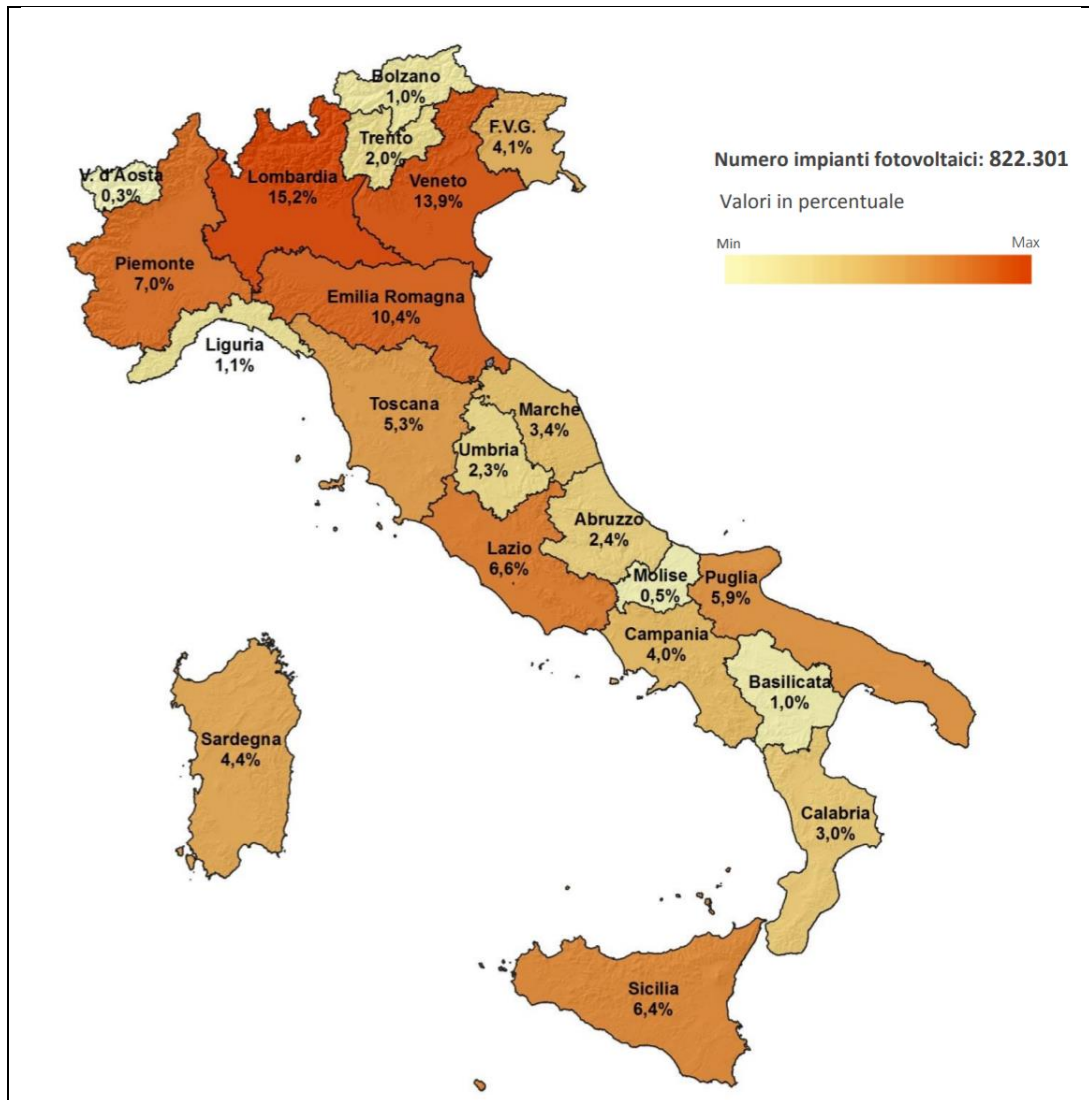 Bolzano
1,0%
Trento
2,0%
F.V.G.
4,1%
V. d'Aosta
0,3%
Lombardia
15,2%
Veneto
13,9%
Numero impianti fotovoltaici: 822.301
Valori in percentuale
Min
Max
Piemonte
7,0%
Emilia Romagna
10,4%
Liguria
1,1%
Toscana
5,3%
Marche
3,4%
Umbria
2,3%
Abruzzo
2,4%
Lazio
6,6%
Molise
0,5%
Puglia
5,9%
Campania
4,0%
Basilicata
1,0%
Sardegna
4,4%
Calabria
3,0%
Sicilia
6,4%